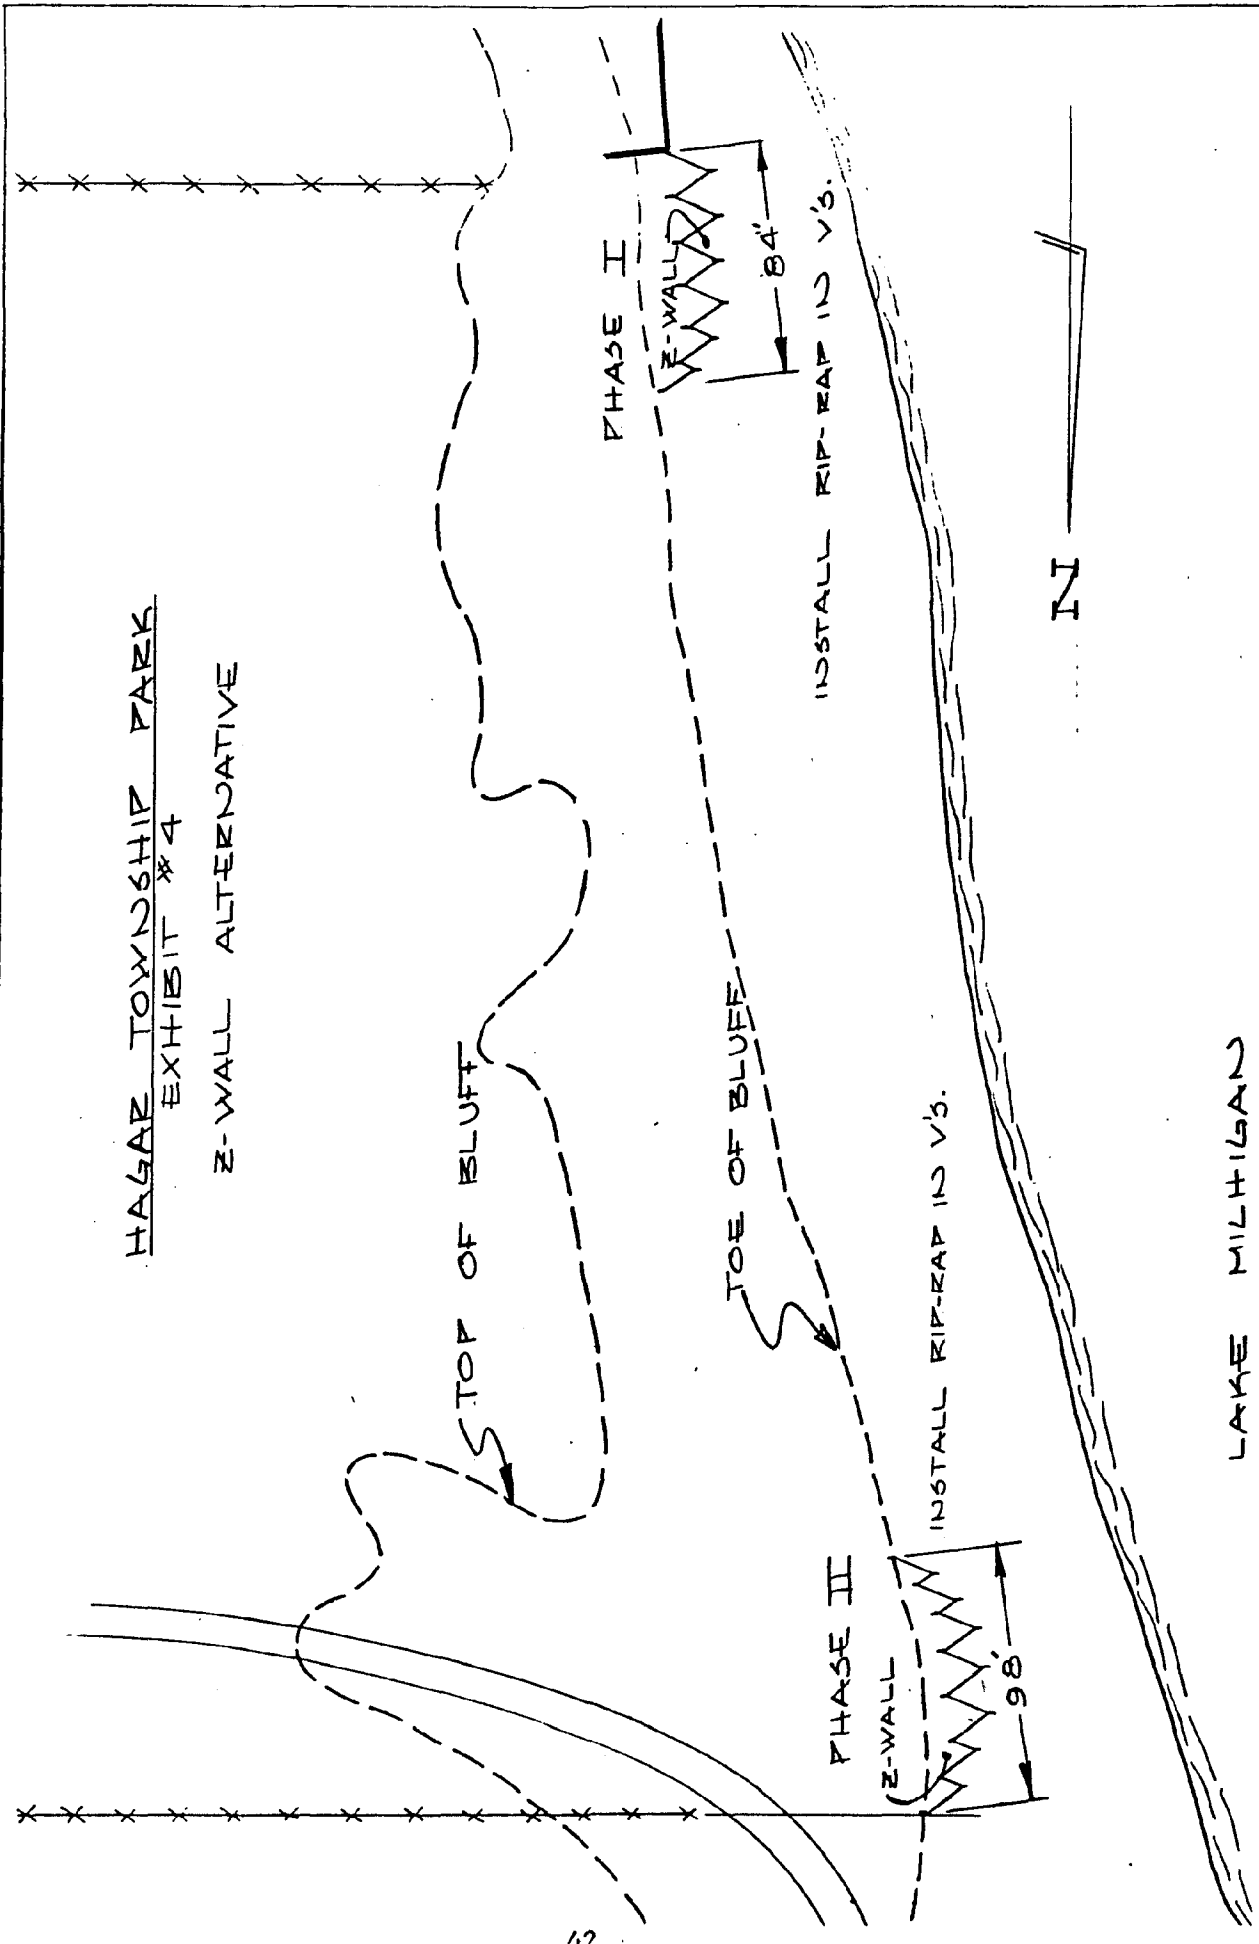 HAGAR TOWNSHIP PARK
EXHIBIT #4
Z-WALL ALTERNATIVE
TOP OF BLUFF
TOE OF BLUFF
PHASE I
Z-WALL
84'
INSTALL RIP-RAP IN V'S.
PHASE II
Z-WALL
98'
INSTALL RIP-RAP IN V'S.
N
LAKE MILHIGAN
42